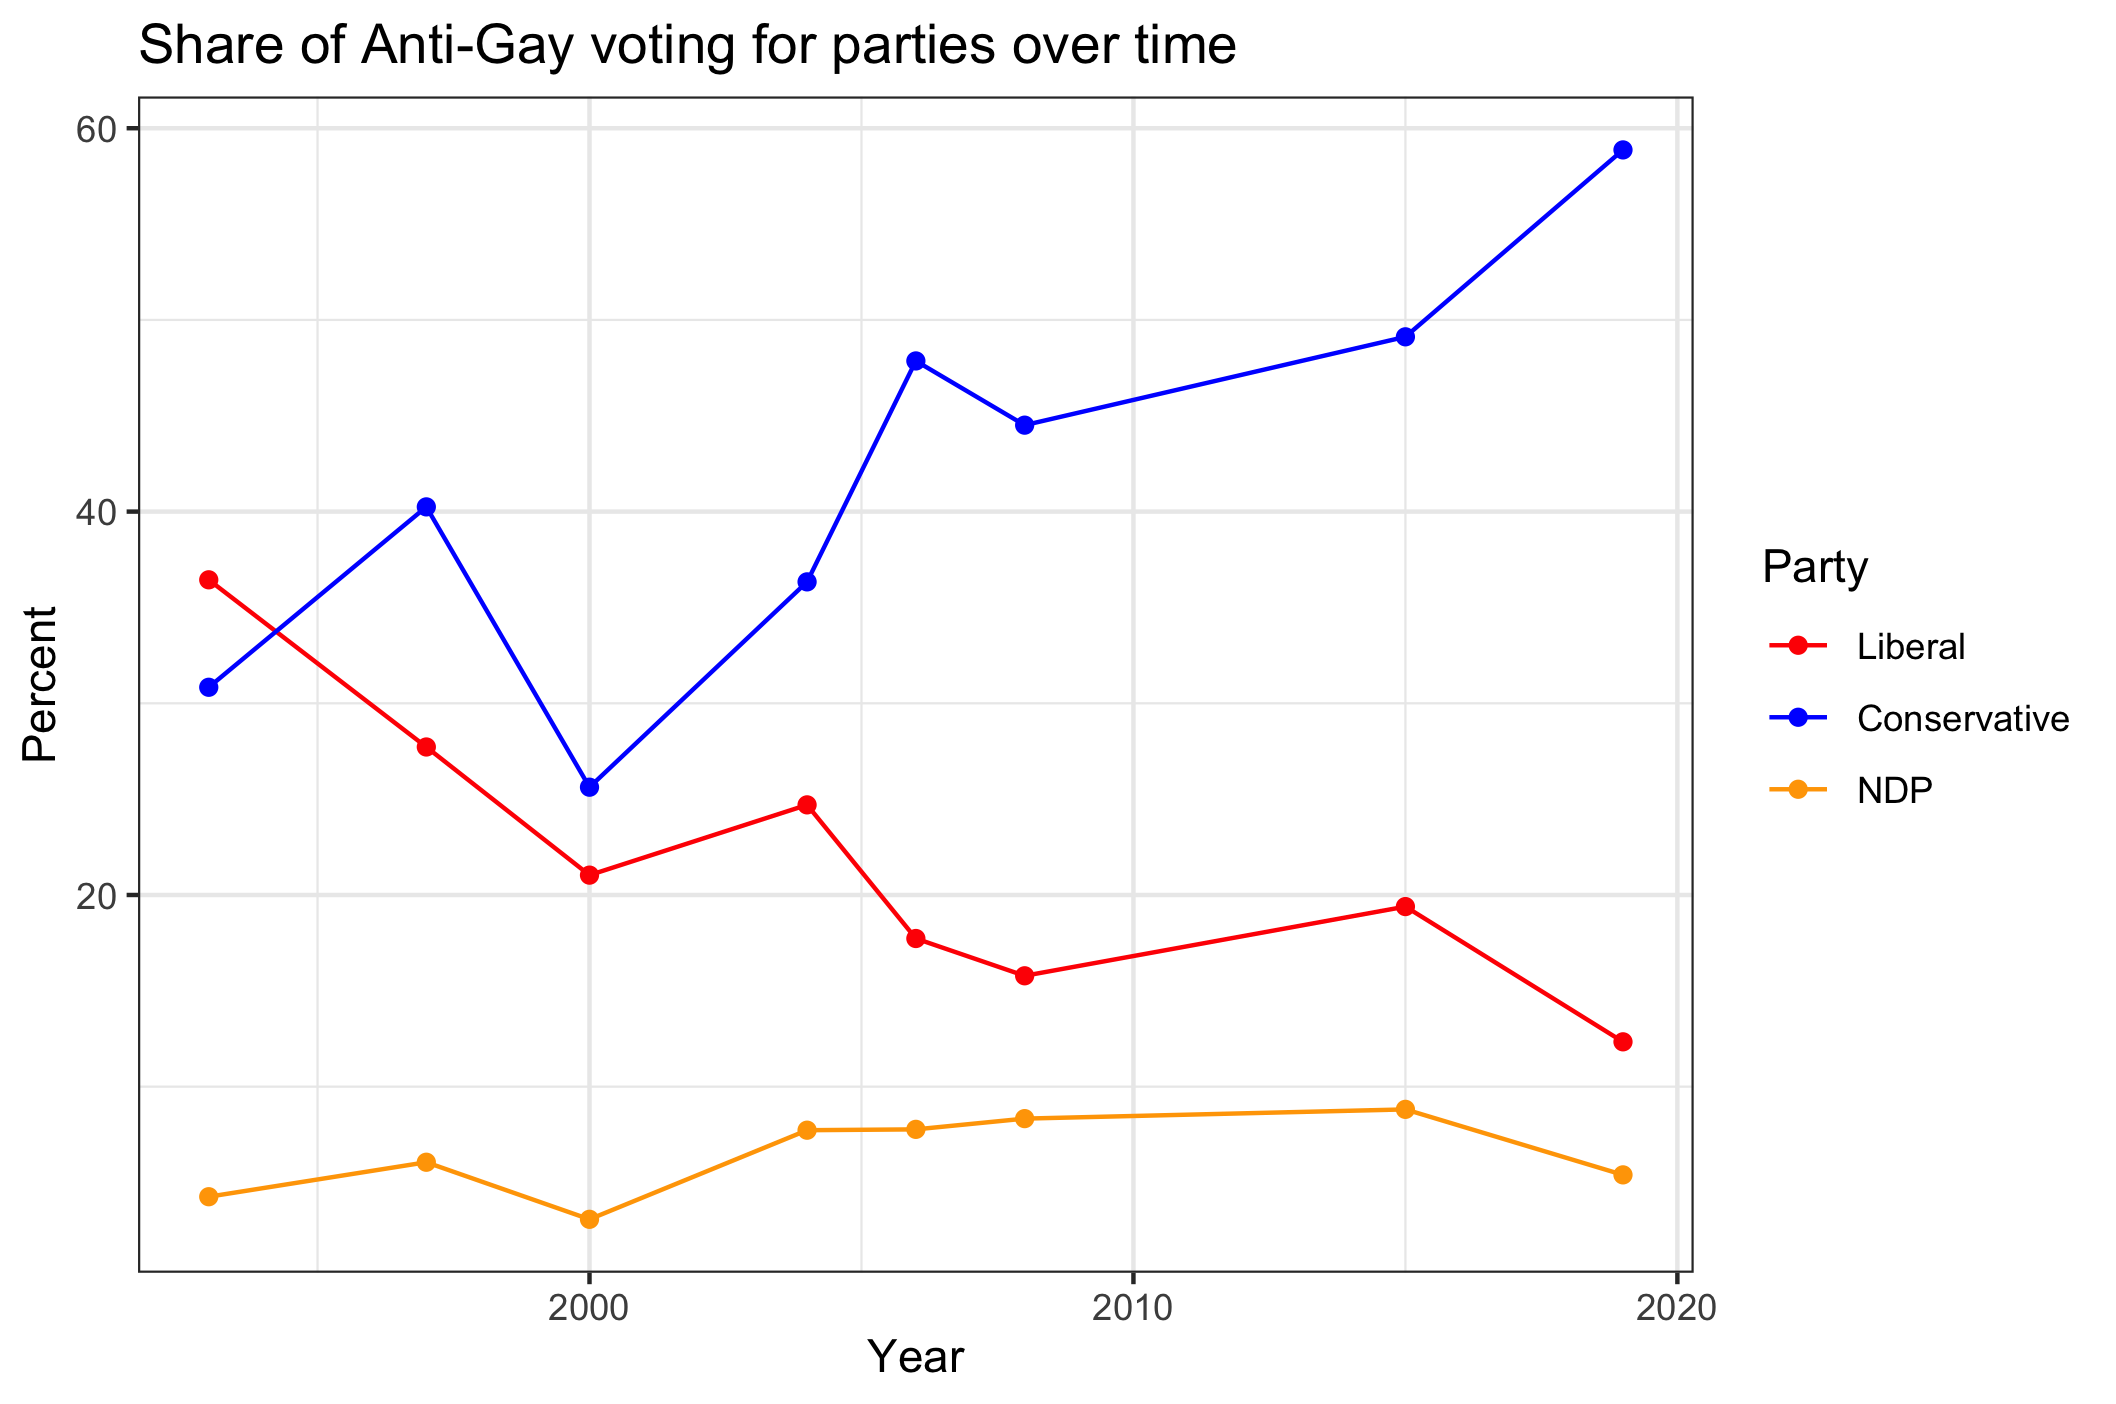 Share of Anti-Gay voting for parties over time
60
40
20
Percent
2000
2010
2020
Year
Party
Liberal
Conservative
NDP